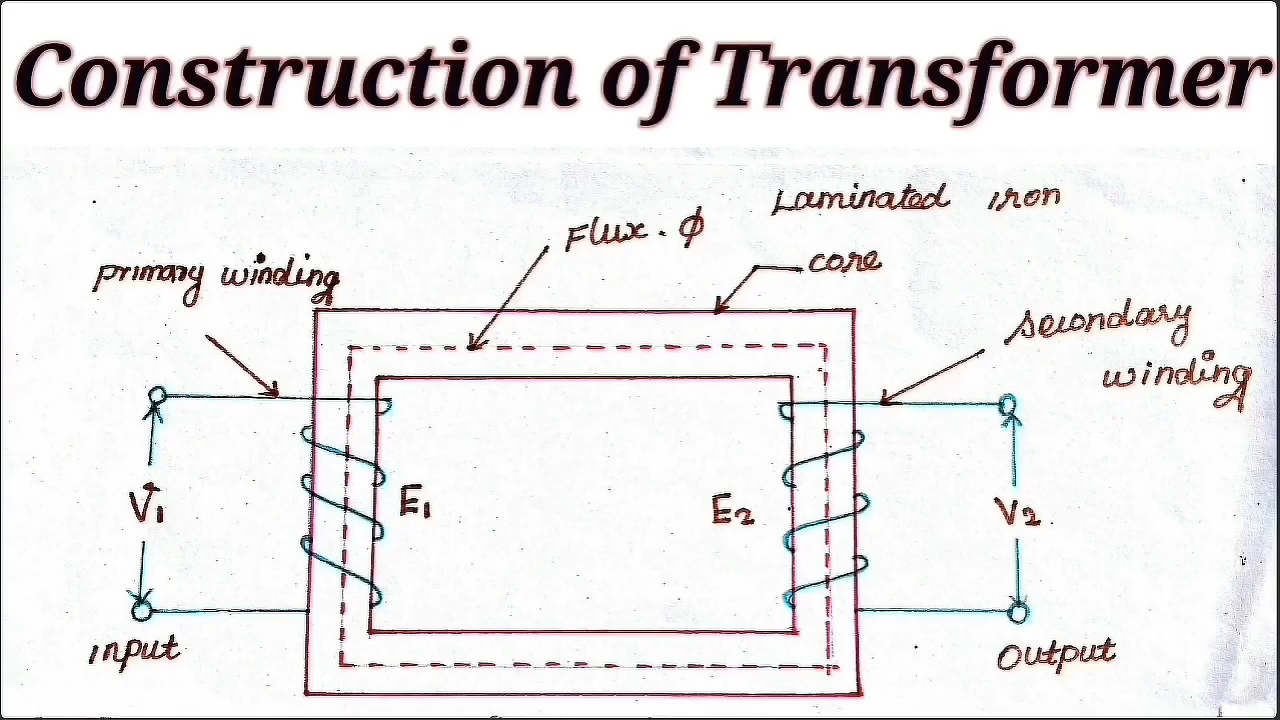 Construction of Transformer
Laminated iron
core
Flux. ϕ
primary winding
secondary
winding
V1
E1
E2
V2.
input
output